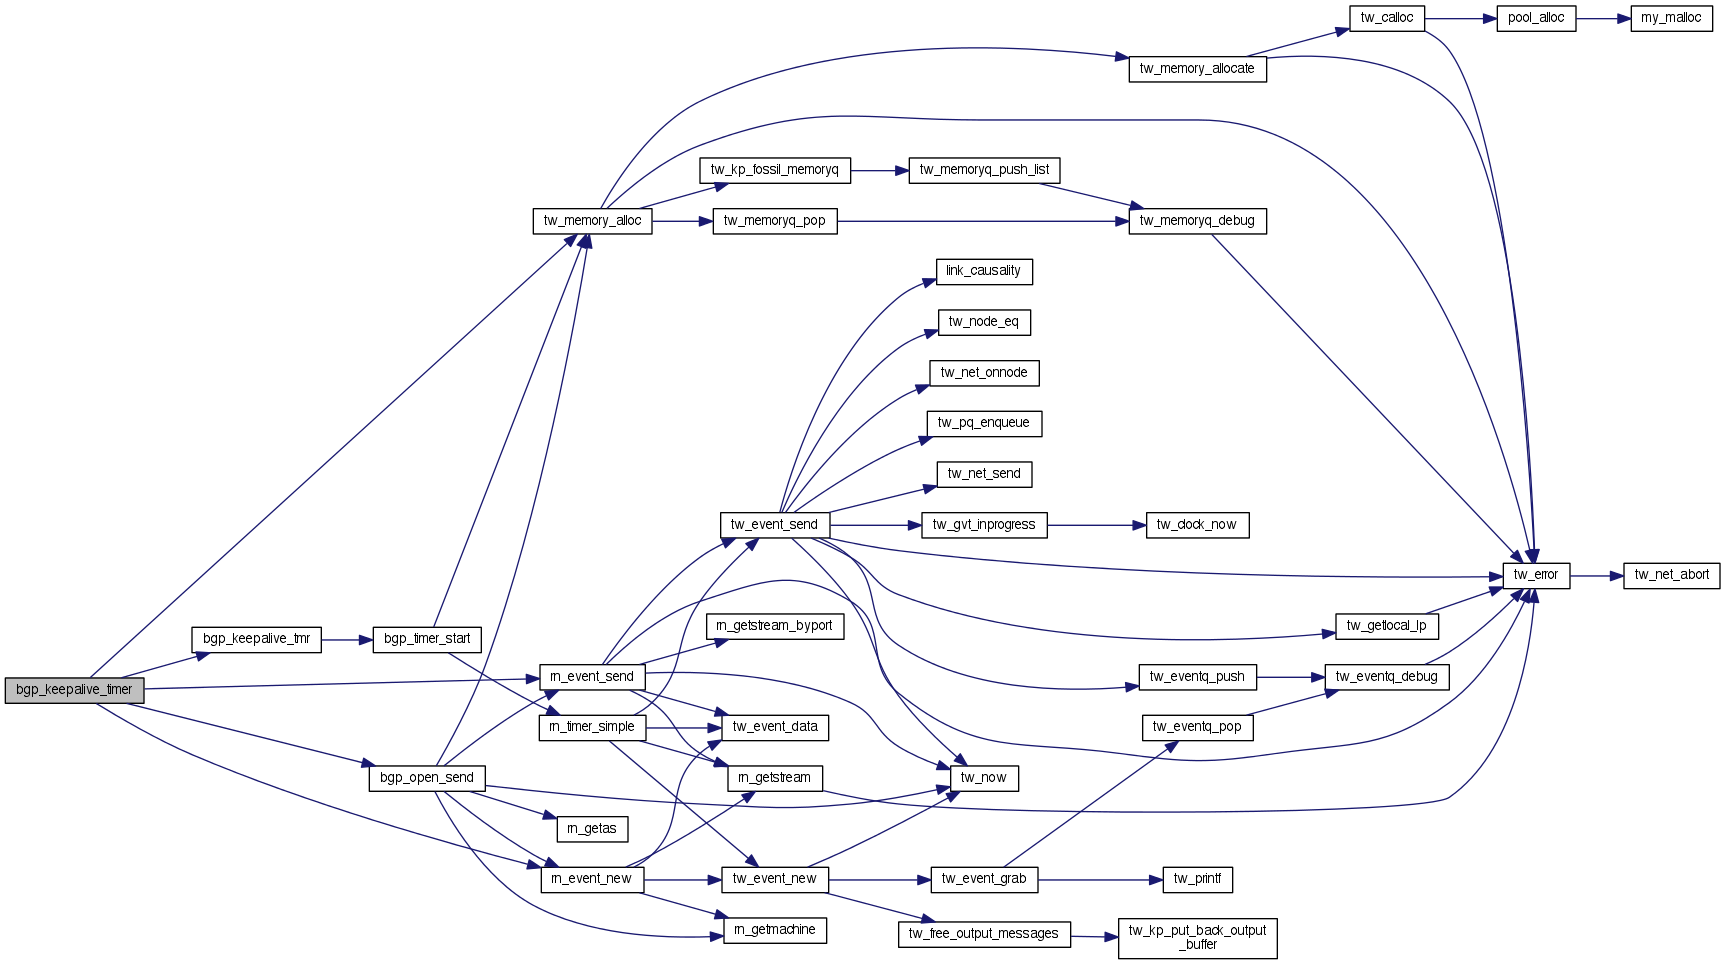 tw_calloc
pool_alloc
my_malloc
tw_memory_allocate
tw_kp_fossil_memoryq
tw_memoryq_push_list
tw_memory_alloc
tw_memoryq_pop
tw_memoryq_debug
link_causality
tw_node_eq
tw_net_onnode
tw_pq_enqueue
tw_net_send
tw_event_send
tw_gvt_inprogress
tw_clock_now
tw_error
tw_net_abort
rn_getstream_byport
tw_getlocal_lp
bgp_keepalive_tmr
bgp_timer_start
bgp_keepalive_timer
rn_event_send
tw_eventq_push
tw_eventq_debug
rn_timer_simple
tw_event_data
tw_eventq_pop
bgp_open_send
rn_getstream
tw_now
rn_getas
rn_event_new
tw_event_new
tw_event_grab
tw_printf
rn_getmachine
tw_free_output_messages
tw_kp_put_back_output
_buffer